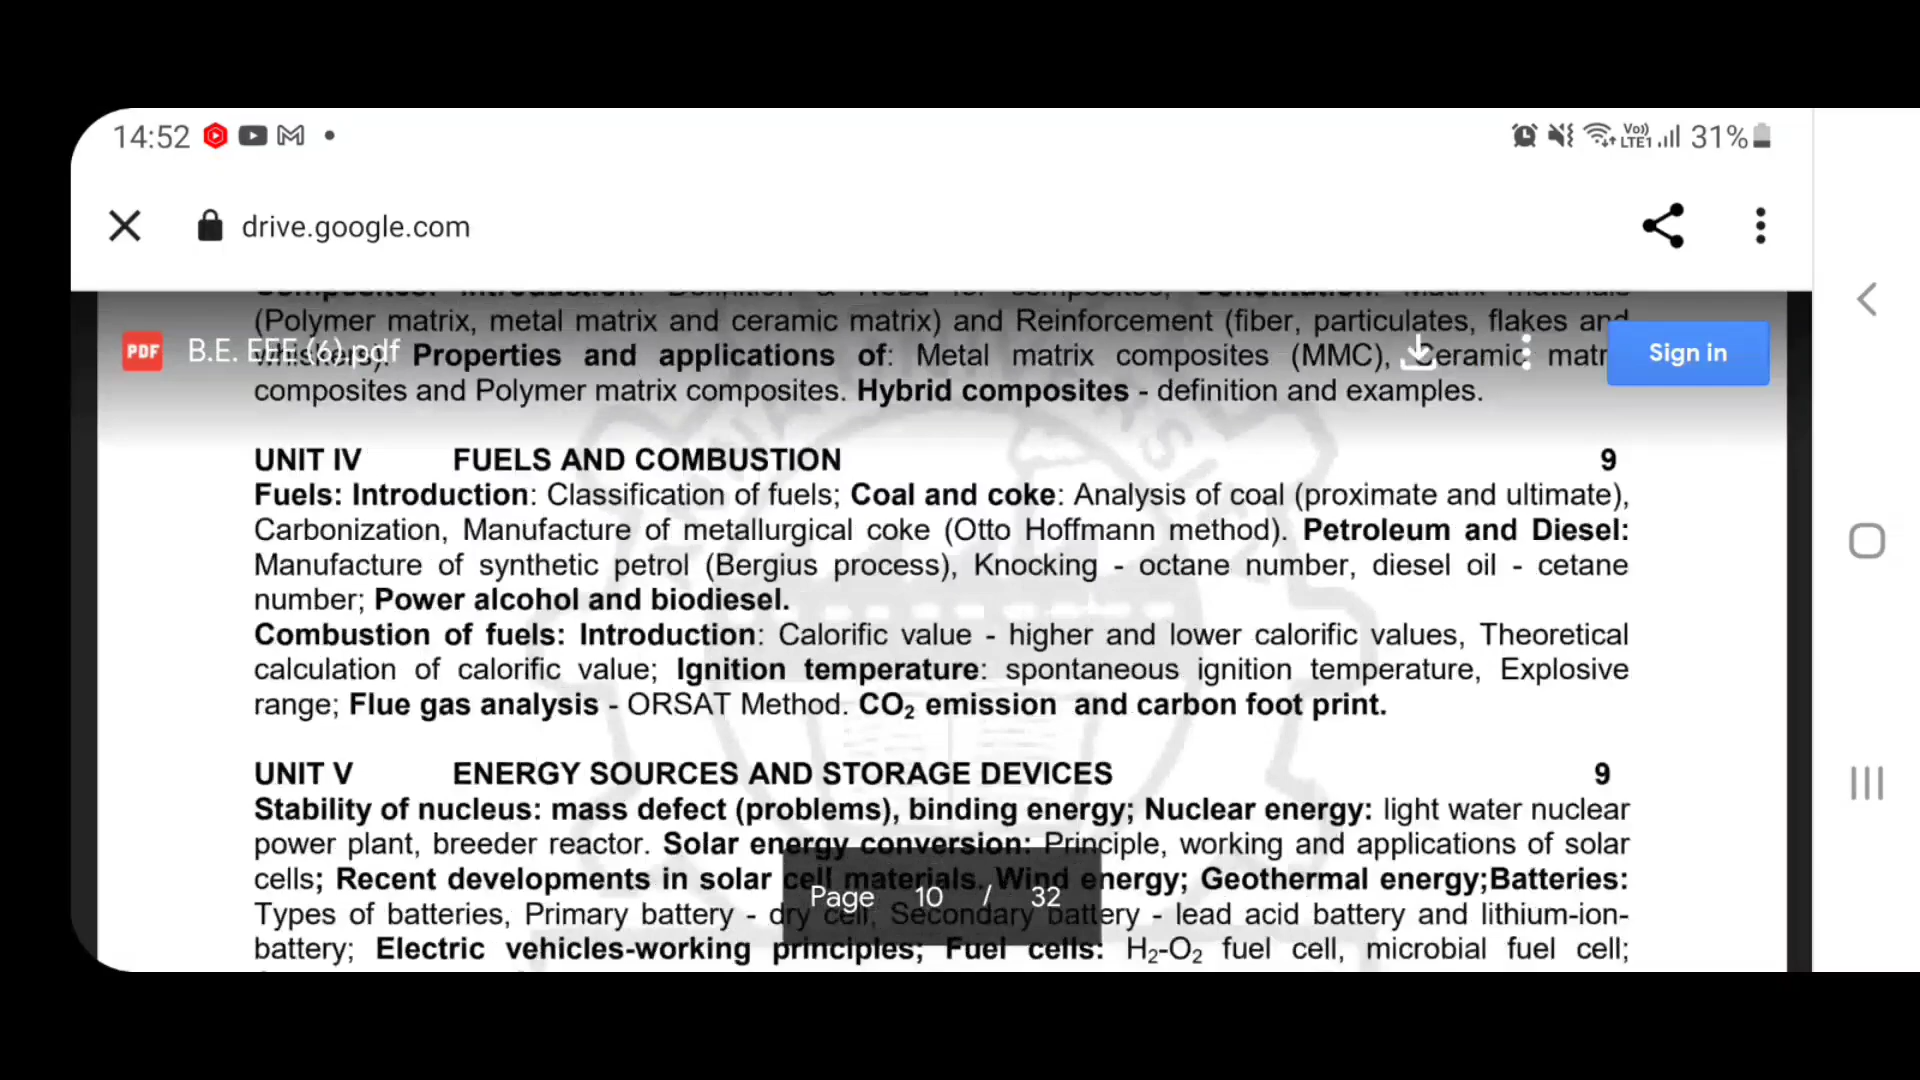 14:52 Vo) LTE1 31%
drive.google.com
(Polymer matrix, metal matrix and ceramic matrix) and Reinforcement (fiber, particulates, flakes and
PDF B.E. EEE (6).pdf Sign in
whiskers). Properties and applications of: Metal matrix composites (MMC), Ceramic matr
composites and Polymer matrix composites. Hybrid composites - definition and examples.
UNIT IV FUELS AND COMBUSTION 9
Fuels: Introduction: Classification of fuels; Coal and coke: Analysis of coal (proximate and ultimate),
Carbonization, Manufacture of metallurgical coke (Otto Hoffmann method). Petroleum and Diesel:
Manufacture of synthetic petrol (Bergius process), Knocking - octane number, diesel oil - cetane
number; Power alcohol and biodiesel.
Combustion of fuels: Introduction: Calorific value - higher and lower calorific values, Theoretical
calculation of calorific value; Ignition temperature: spontaneous ignition temperature, Explosive
range; Flue gas analysis - ORSAT Method. CO₂ emission and carbon foot print.
UNIT V ENERGY SOURCES AND STORAGE DEVICES 9
Stability of nucleus: mass defect (problems), binding energy; Nuclear energy: light water nuclear
power plant, breeder reactor. Solar energy conversion: Principle, working and applications of solar
cells; Recent developments in solar cell materials. Wind energy; Geothermal energy;Batteries:
Page 10 / 32
Types of batteries, Primary battery - dry cell, Secondary battery - lead acid battery and lithium-ion-
battery; Electric vehicles-working principles; Fuel cells: H₂-O₂ fuel cell, microbial fuel cell;